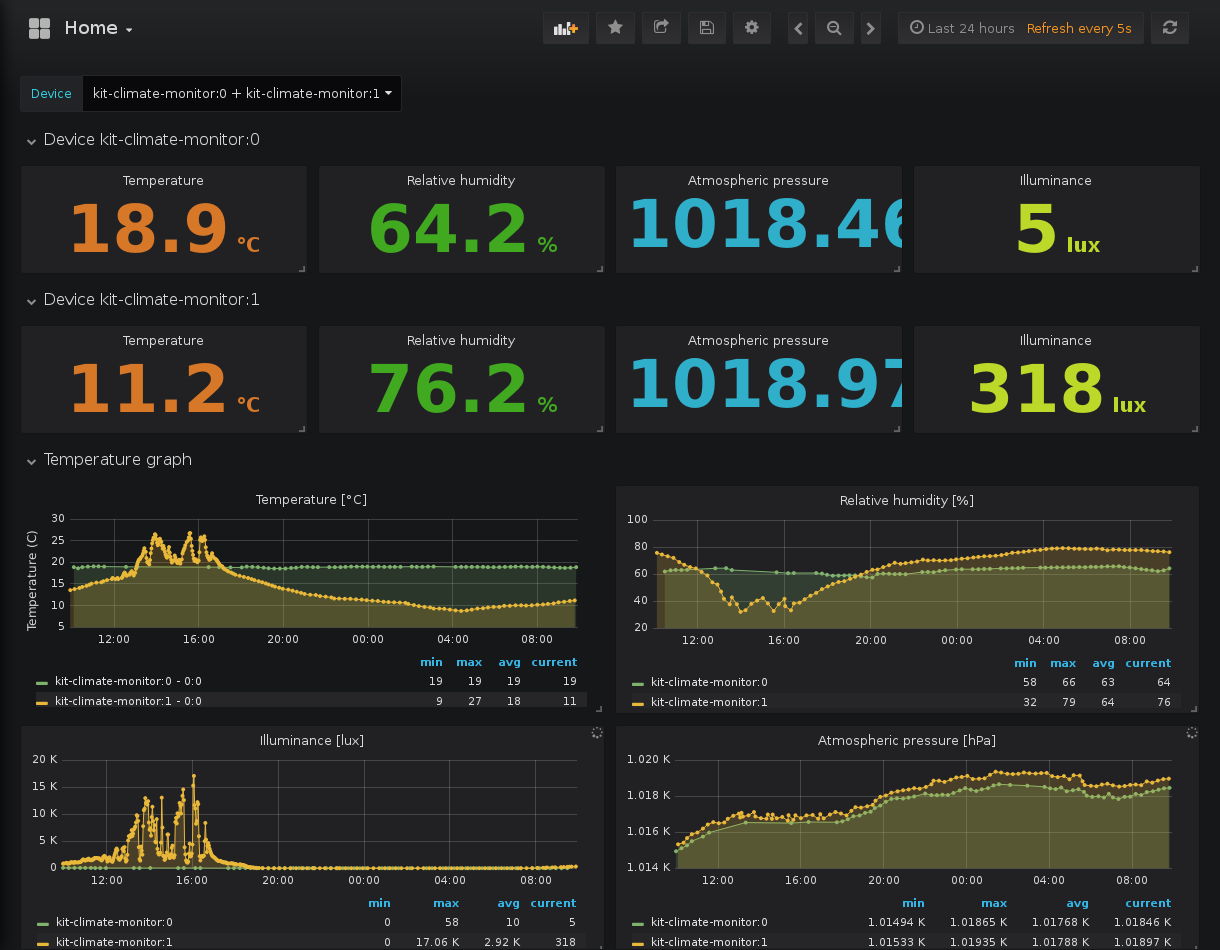 Home
Last 24 hours Refresh every 5s
Device kit-climate-monitor:0 + kit-climate-monitor:1
Device kit-climate-monitor:0
Temperature Relative humidity Atmospheric pressure Illuminance
18.9 °C 64.2 % 1018.46 5 lux
Device kit-climate-monitor:1
Temperature Relative humidity Atmospheric pressure Illuminance
11.2 °C 76.2 % 1018.97 318 lux
Temperature graph
Temperature [°C]
Temperature (C)
30
25
20
15
10
5
12:00 16:00 20:00 00:00 04:00 08:00
min max avg current
kit-climate-monitor:0 - 0:0 19 19 19 19
kit-climate-monitor:1 - 0:0 9 27 18 11
Relative humidity [%]
100
80
60
40
20
12:00 16:00 20:00 00:00 04:00 08:00
min max avg current
kit-climate-monitor:0 58 66 63 64
kit-climate-monitor:1 32 79 64 76
Illuminance [lux]
20 K
15 K
10 K
5 K
0
12:00 16:00 20:00 00:00 04:00 08:00
min max avg current
kit-climate-monitor:0 0 58 10 5
kit-climate-monitor:1 0 17.06 K 2.92 K 318
Atmospheric pressure [hPa]
1.020 K
1.018 K
1.016 K
1.014 K
12:00 16:00 20:00 00:00 04:00 08:00
min max avg current
kit-climate-monitor:0 1.01494 K 1.01865 K 1.01768 K 1.01846 K
kit-climate-monitor:1 1.01533 K 1.01935 K 1.01788 K 1.01897 K